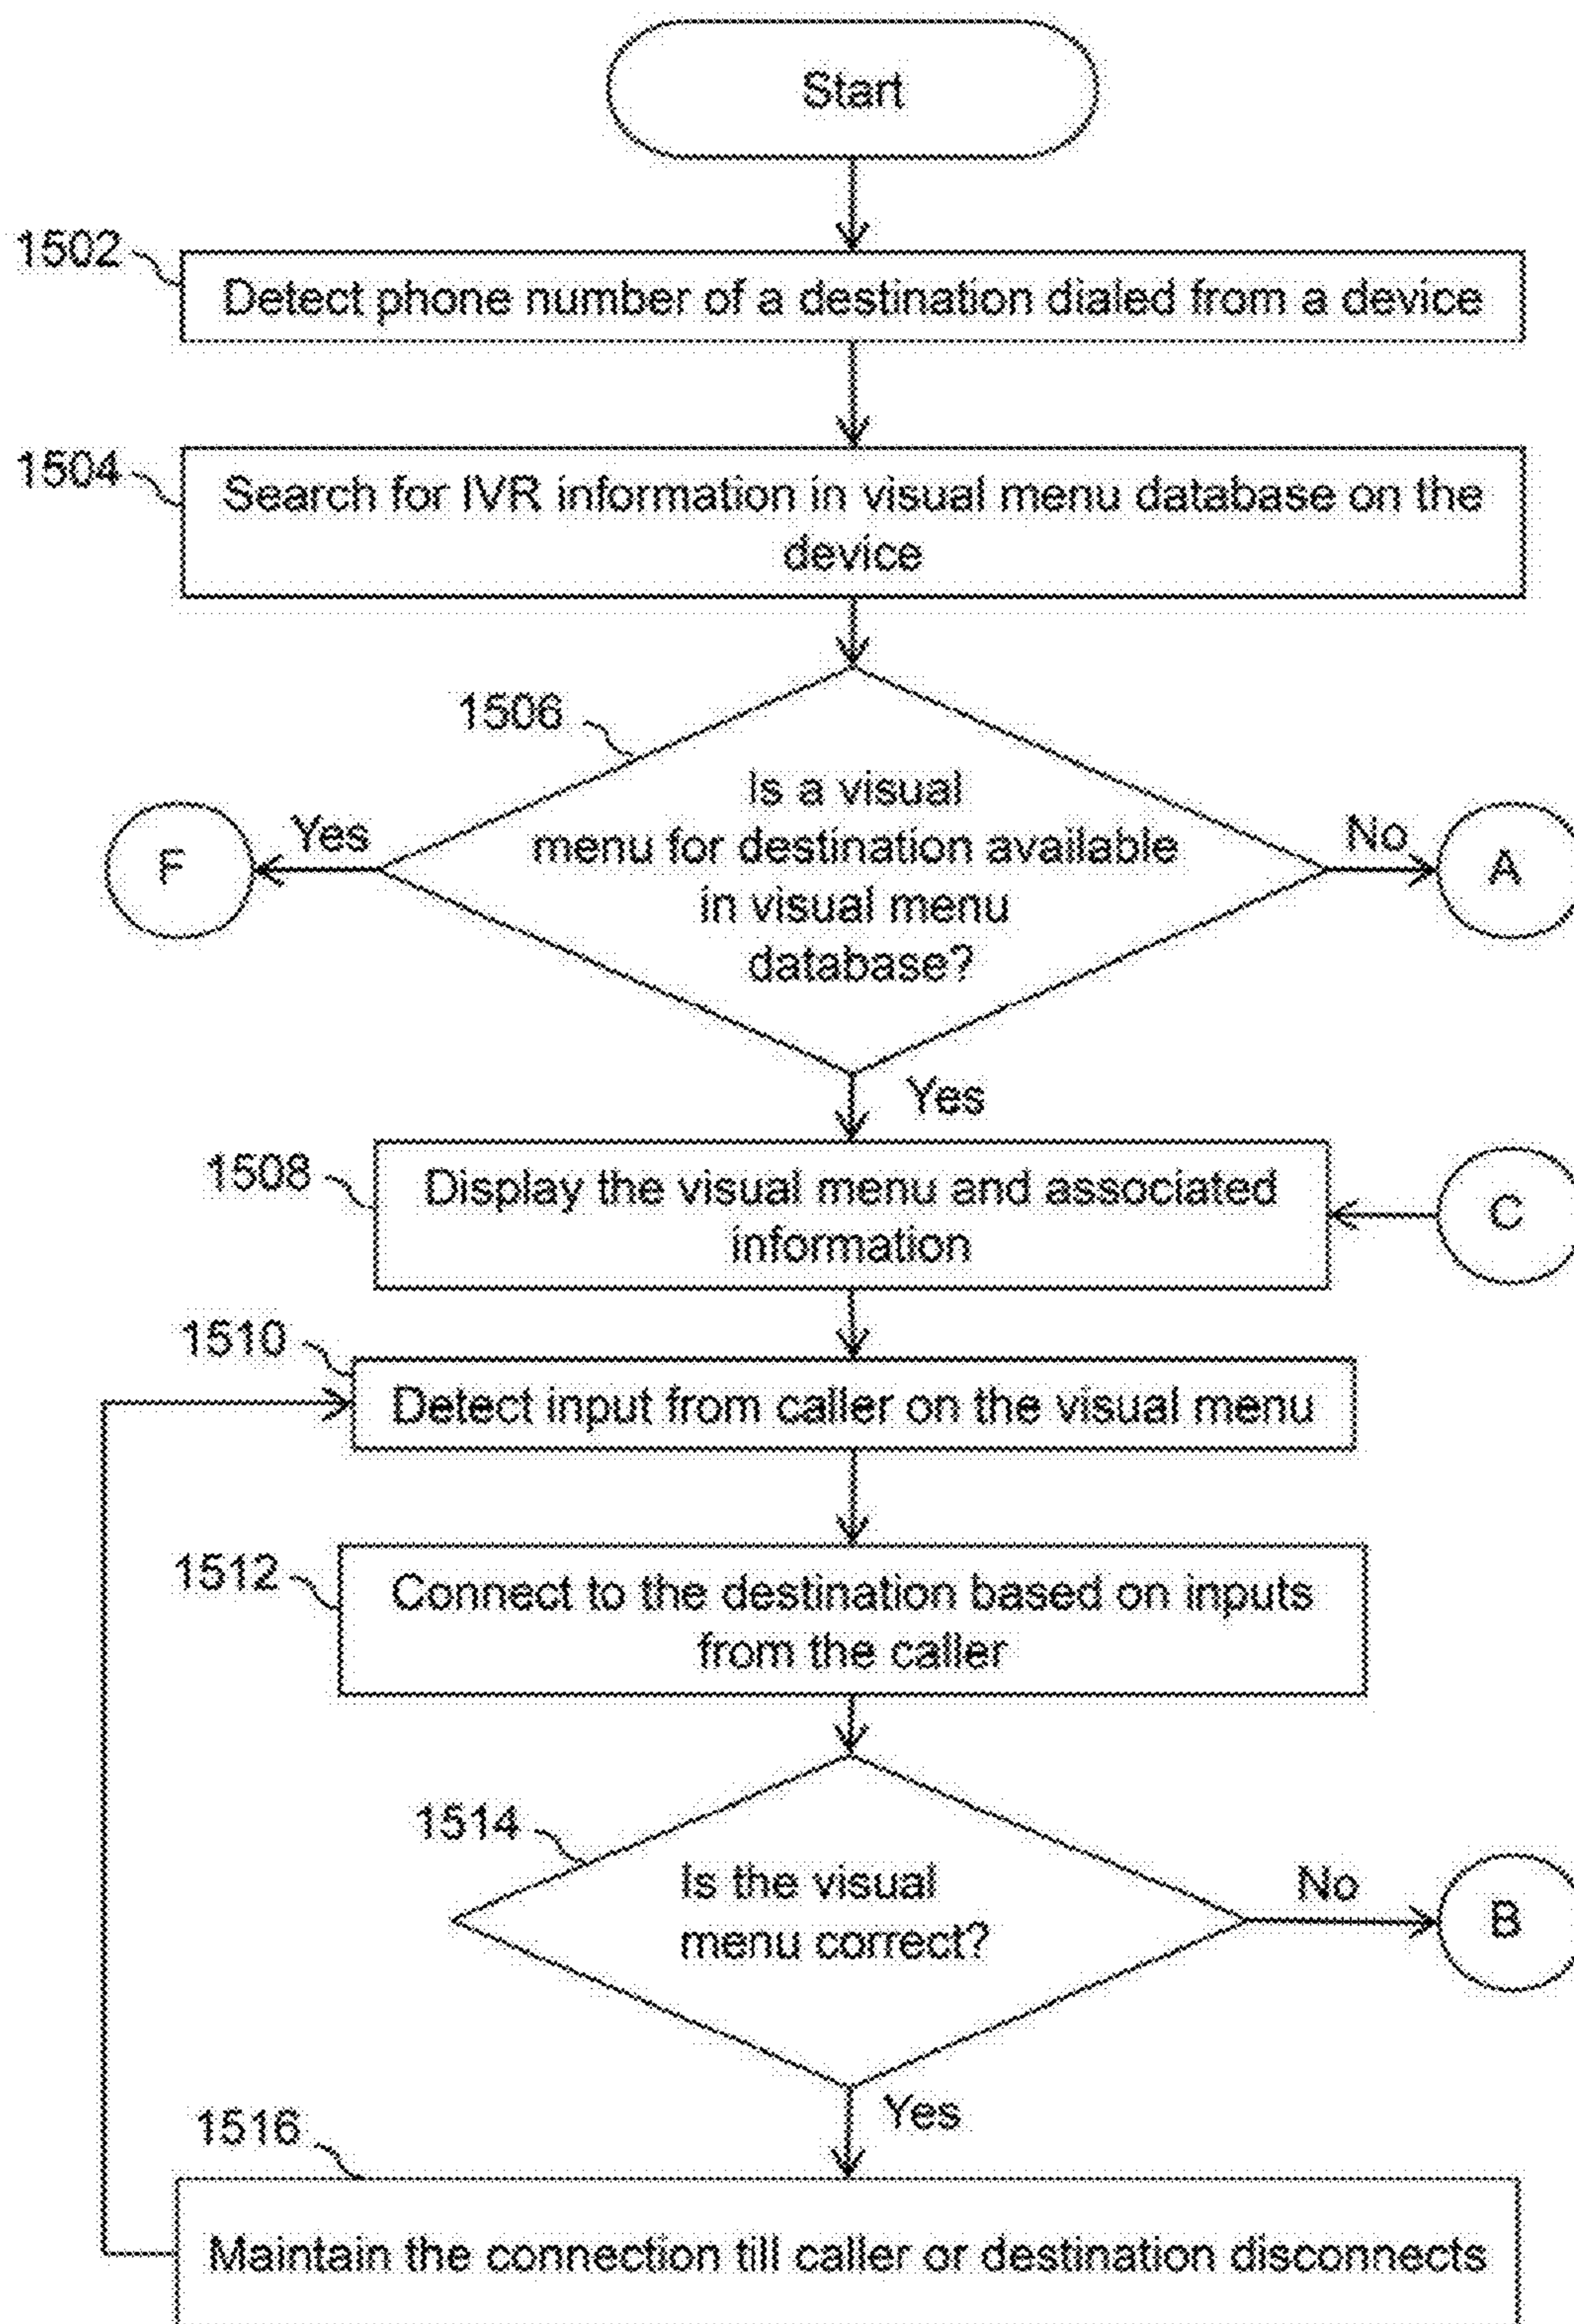 Start
1502
Detect phone number of a destination dialed from a device
1504
Search for IVR information in visual menu database on the
device
1506
Is a visual
menu for destination available
in visual menu
database?
Yes
F
No
A
Yes
1508
Display the visual menu and associated
information
C
1510
Detect input from caller on the visual menu
1512
Connect to the destination based on inputs
from the caller
1514
Is the visual
menu correct?
No
B
Yes
1516
Maintain the connection till caller or destination disconnects